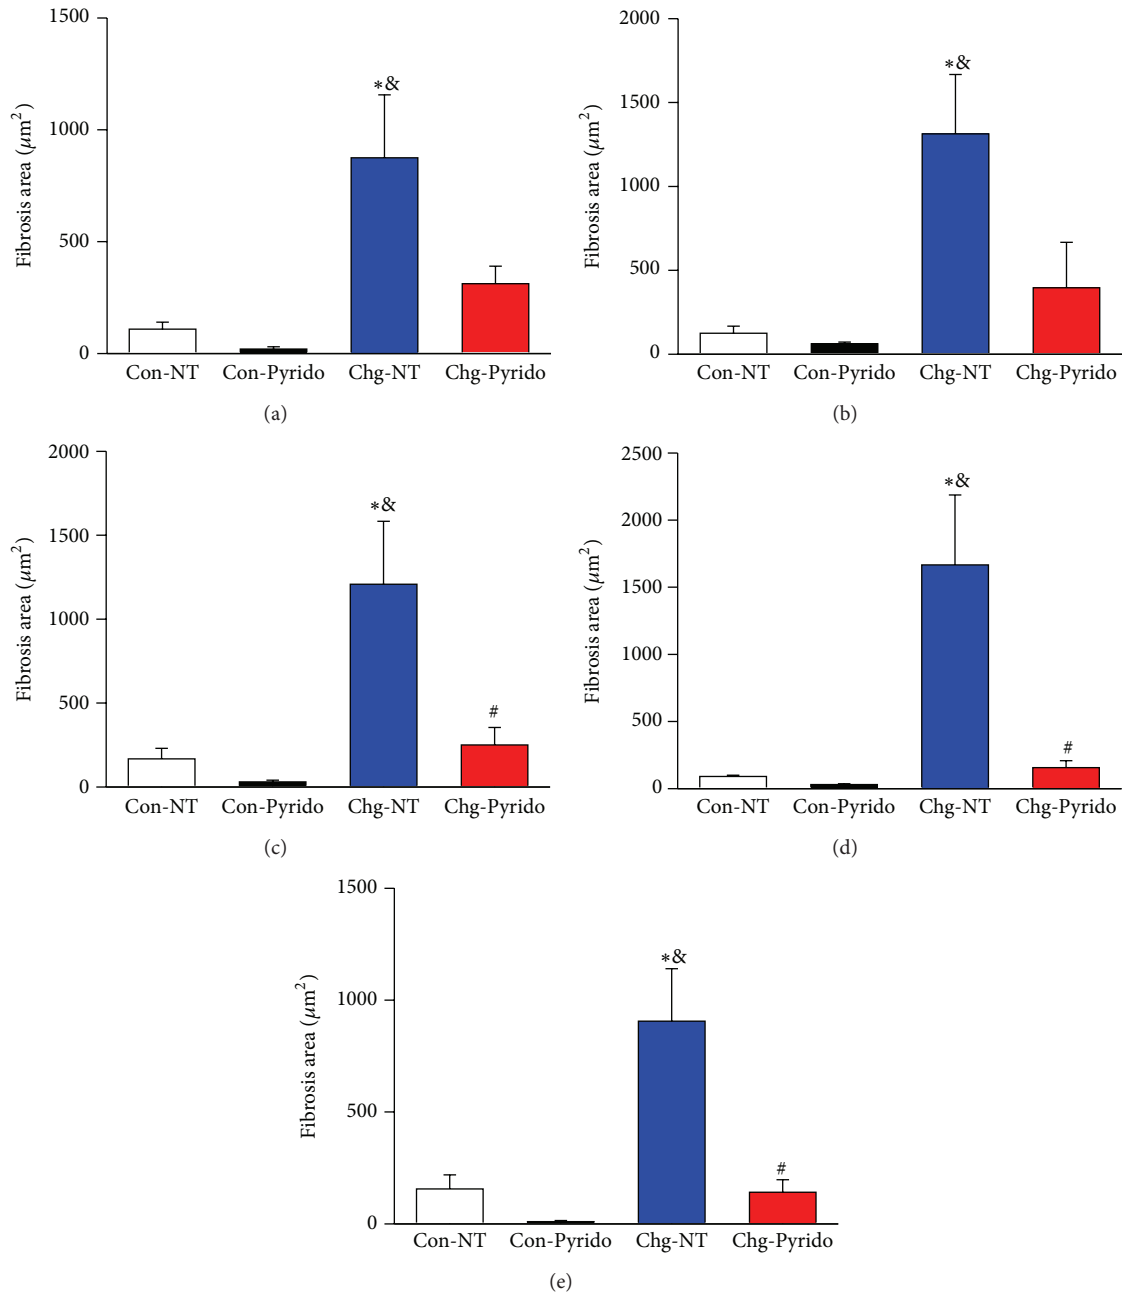 1500
1000
500
0
Fibrosis area (μm²)
*&
Con-NT Con-Pyrido Chg-NT Chg-Pyrido
(a)
2000
1500
1000
500
0
Fibrosis area (μm²)
*&
Con-NT Con-Pyrido Chg-NT Chg-Pyrido
(b)
2000
1500
1000
500
0
Fibrosis area (μm²)
*&
#
Con-NT Con-Pyrido Chg-NT Chg-Pyrido
(c)
2500
2000
1500
1000
500
0
Fibrosis area (μm²)
*&
#
Con-NT Con-Pyrido Chg-NT Chg-Pyrido
(d)
1500
1000
500
0
Fibrosis area (μm²)
*&
#
Con-NT Con-Pyrido Chg-NT Chg-Pyrido
(e)